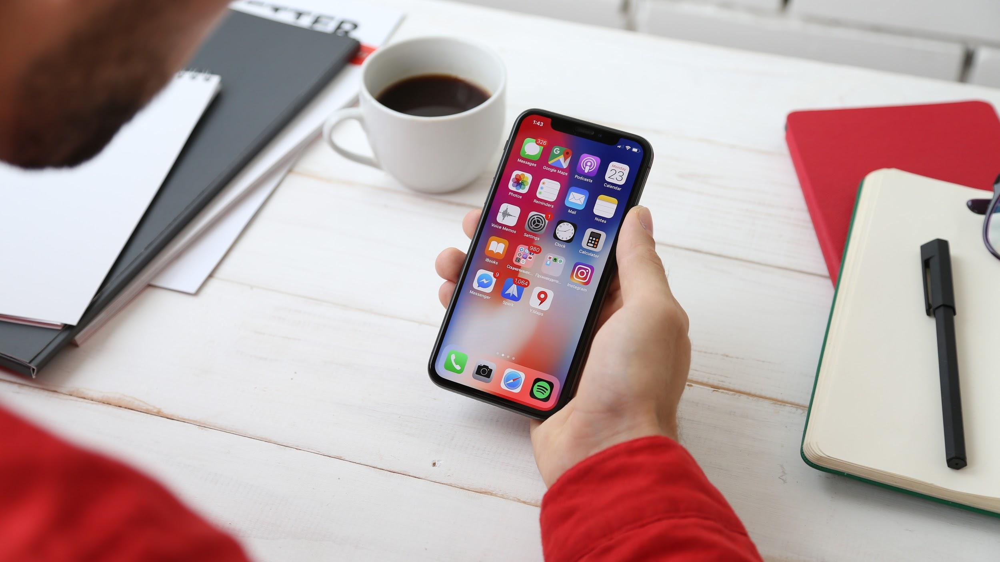 TTER
1:43
326
Messages
Google Maps
Podcasts
Monday
23
Calendar
Photos
Reminders
Mail
Notes
Voice Memos
1
Settings
Clock
Calculator
iBooks
980
Социальныес...
Производите...
Instagram
9
Messenger
1,064
Spark
Y.Maps